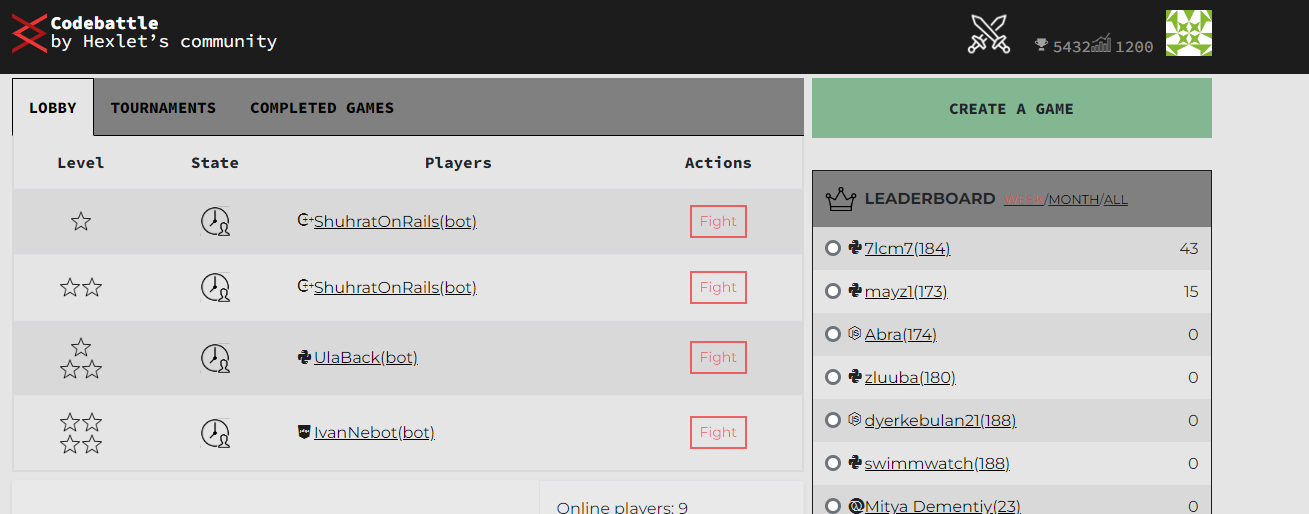 Codebattle
by Hexlet’s community
5432 1200
LOBBY TOURNAMENTS COMPLETED GAMES
Level State Players Actions
ShuhratOnRails(bot) Fight
ShuhratOnRails(bot) Fight
UlaBack(bot) Fight
IvanNebot(bot) Fight
Online players: 9
CREATE A GAME
LEADERBOARD WEEK/MONTH/ALL
7lcm7(184) 43
mayz1(173) 15
Abra(174) 0
zluuba(180) 0
dyerkebulan21(188) 0
swimmwatch(188) 0
Mitya Dementiy(23) 0